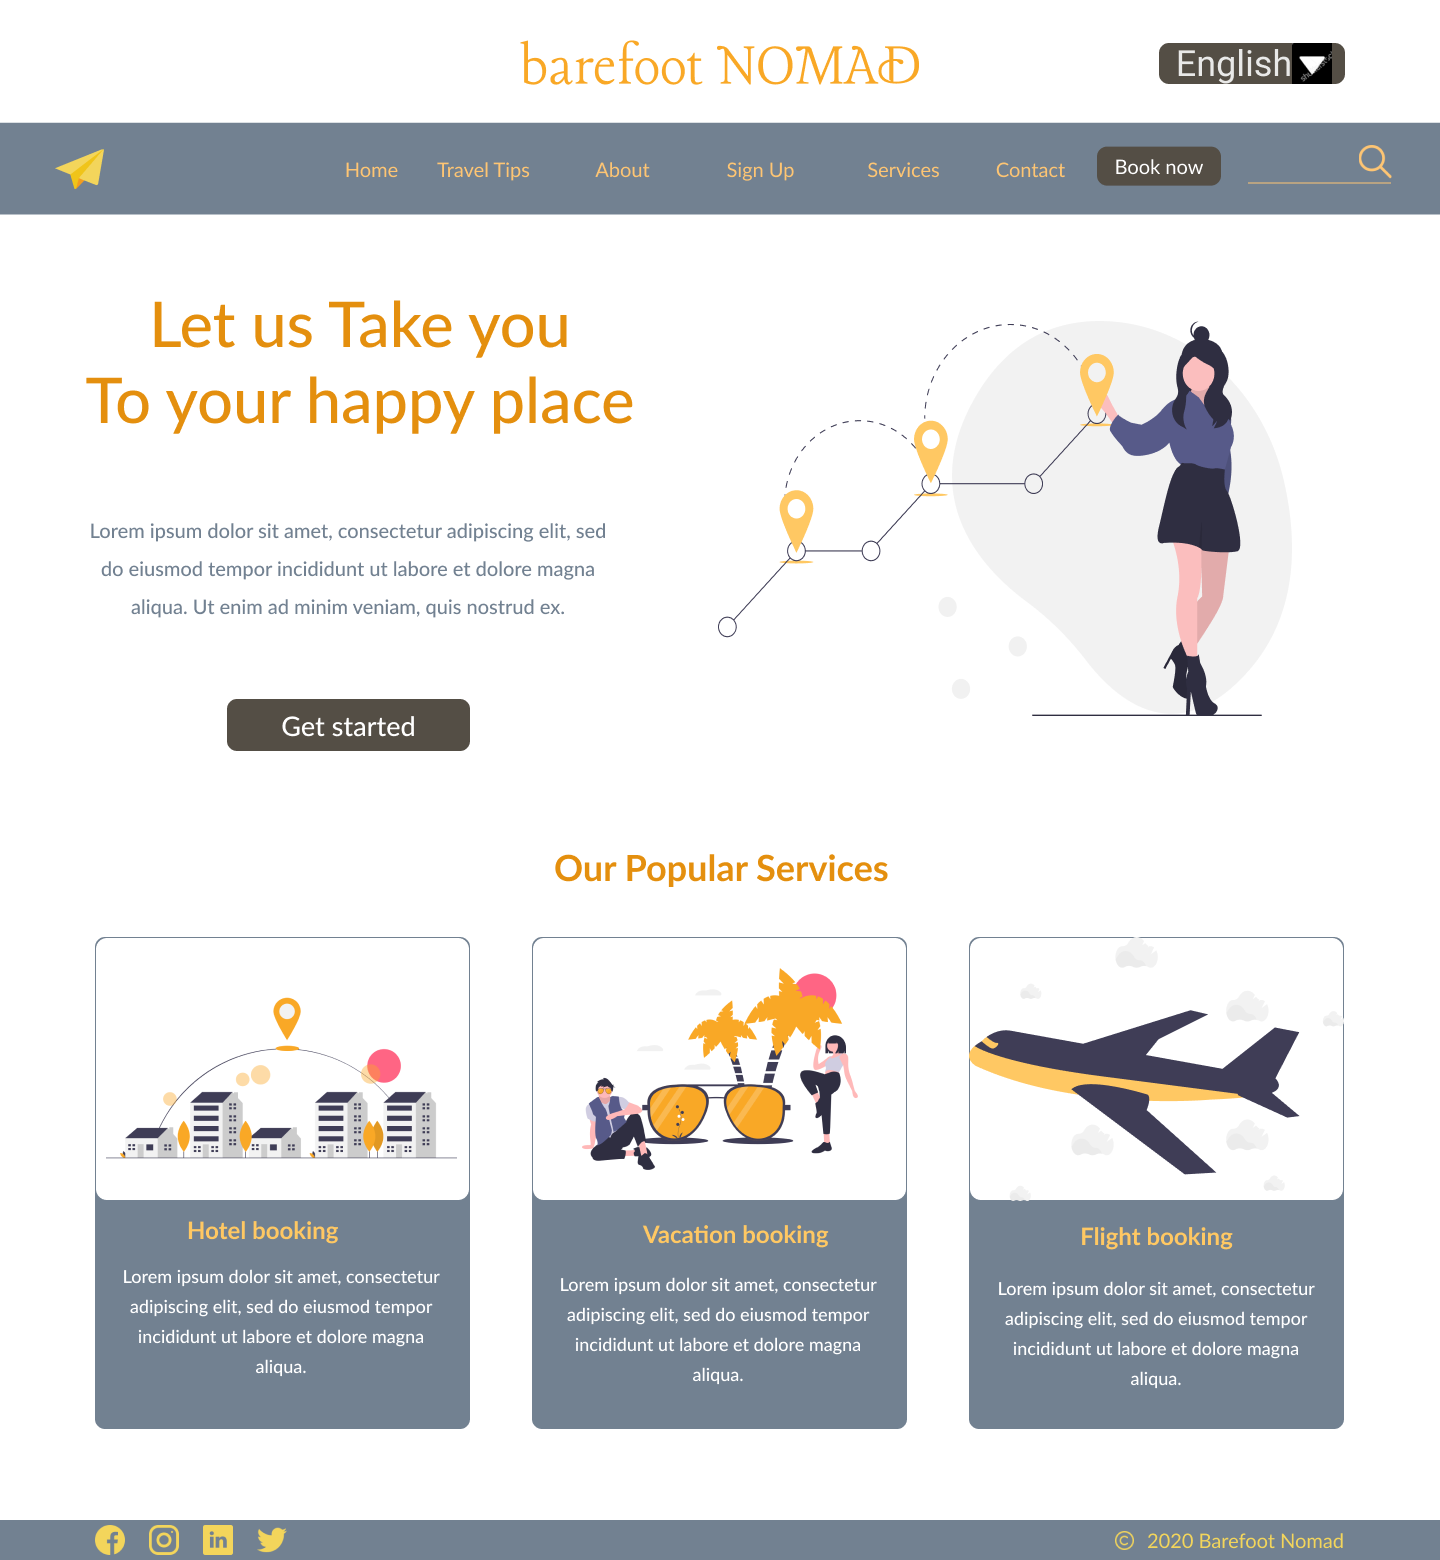 barefoot NOMAD
English
Home Travel Tips About Sign Up Services Contact Book now
Let us Take you
To your happy place
Lorem ipsum dolor sit amet, consectetur adipiscing elit, sed
do eiusmod tempor incididunt ut labore et dolore magna
aliqua. Ut enim ad minim veniam, quis nostrud ex.
Get started
Our Popular Services
Hotel booking
Lorem ipsum dolor sit amet, consectetur
adipiscing elit, sed do eiusmod tempor
incididunt ut labore et dolore magna
aliqua.
Vacation booking
Lorem ipsum dolor sit amet, consectetur
adipiscing elit, sed do eiusmod tempor
incididunt ut labore et dolore magna
aliqua.
Flight booking
Lorem ipsum dolor sit amet, consectetur
adipiscing elit, sed do eiusmod tempor
incididunt ut labore et dolore magna
aliqua.
© 2020 Barefoot Nomad